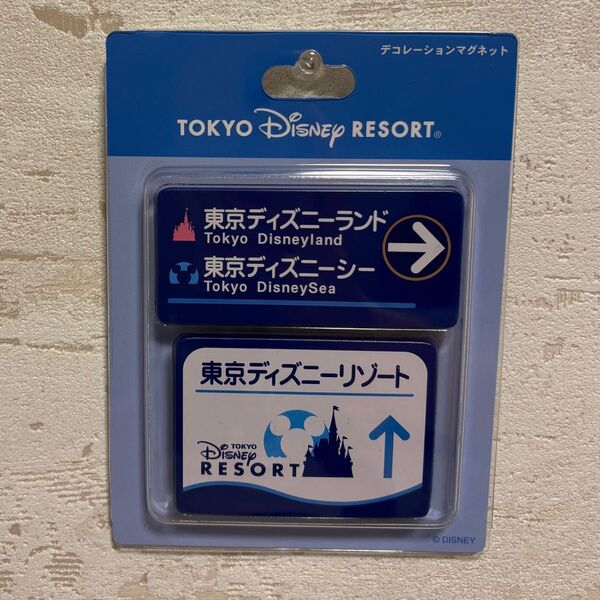 デコレーションマグネット
TOKYO Disney RESORT®
東京ディズニーランド
Tokyo Disneyland
東京ディズニーシー
Tokyo DisneySea
東京ディズニーリゾート
TOKYO
Disney
RESORT
© DISNEY